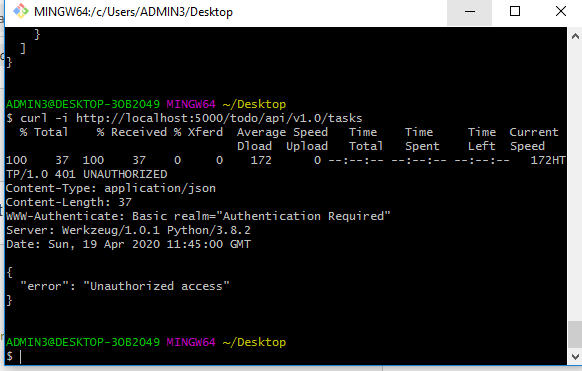 MINGW64:/c/Users/ADMIN3/Desktop
    }
  ]
}
ADMIN3@DESKTOP-3OB2049 MINGW64 ~/Desktop
$ curl -i http://localhost:5000/todo/api/v1.0/tasks
  % Total    % Received % Xferd  Average Speed   Time    Time     Time  Current
                                 Dload  Upload   Total   Spent    Left  Speed
100    37  100    37    0     0    172      0 --:--:-- --:--:-- --:--:--   172HT
TP/1.0 401 UNAUTHORIZED
Content-Type: application/json
Content-Length: 37
WWW-Authenticate: Basic realm="Authentication Required"
Server: Werkzeug/1.0.1 Python/3.8.2
Date: Sun, 19 Apr 2020 11:45:00 GMT
{
  "error": "Unauthorized access"
}
ADMIN3@DESKTOP-3OB2049 MINGW64 ~/Desktop
$